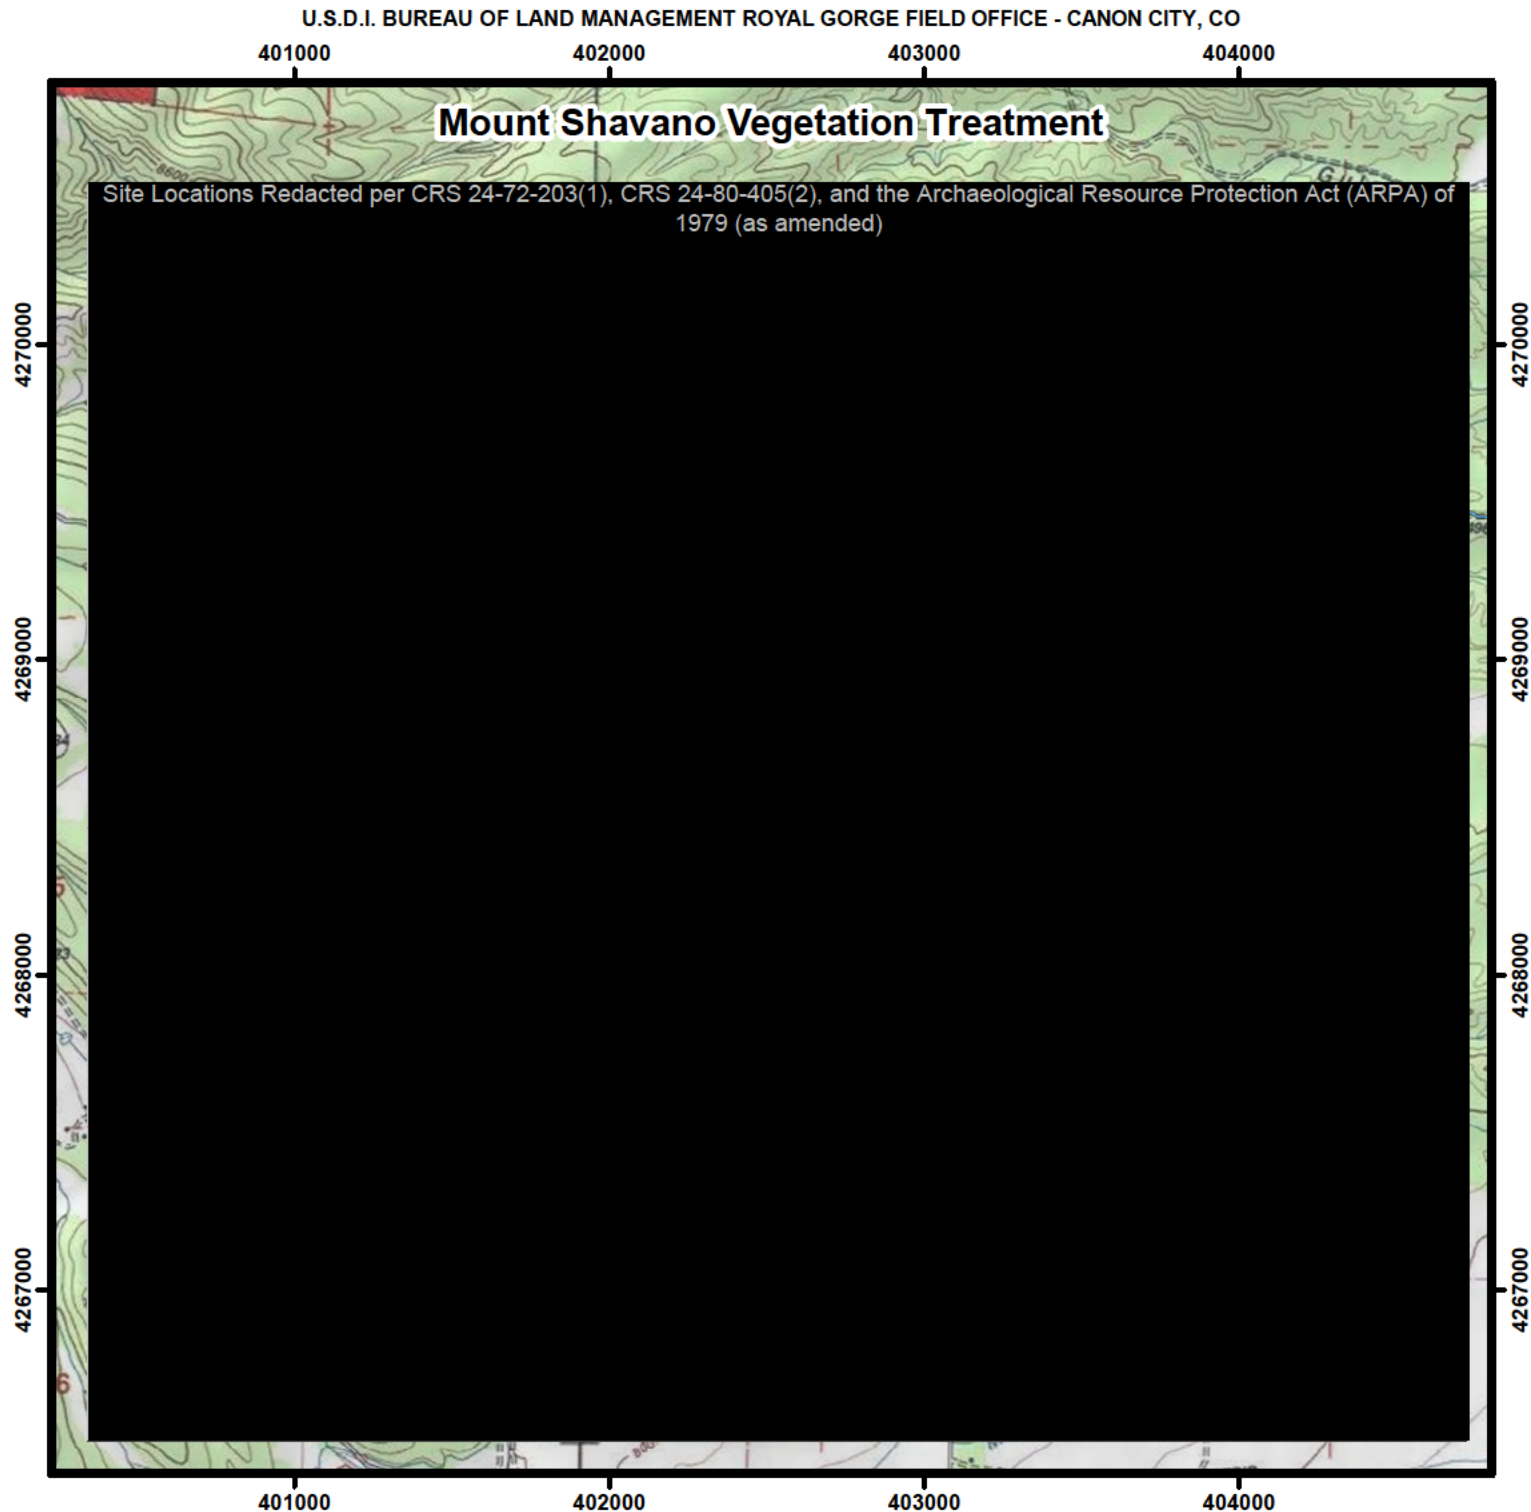 U.S.D.I. BUREAU OF LAND MANAGEMENT ROYAL GORGE FIELD OFFICE - CANON CITY, CO
401000 402000 403000 404000
Mount Shavano Vegetation Treatment
8600
Site Locations Redacted per CRS 24-72-203(1), CRS 24-80-405(2), and the Archaeological Resource Protection Act (ARPA) of
1979 (as amended)
4270000 4270000
4269000 4269000
4268000 4268000
4267000 4267000
6
401000 402000 403000 404000